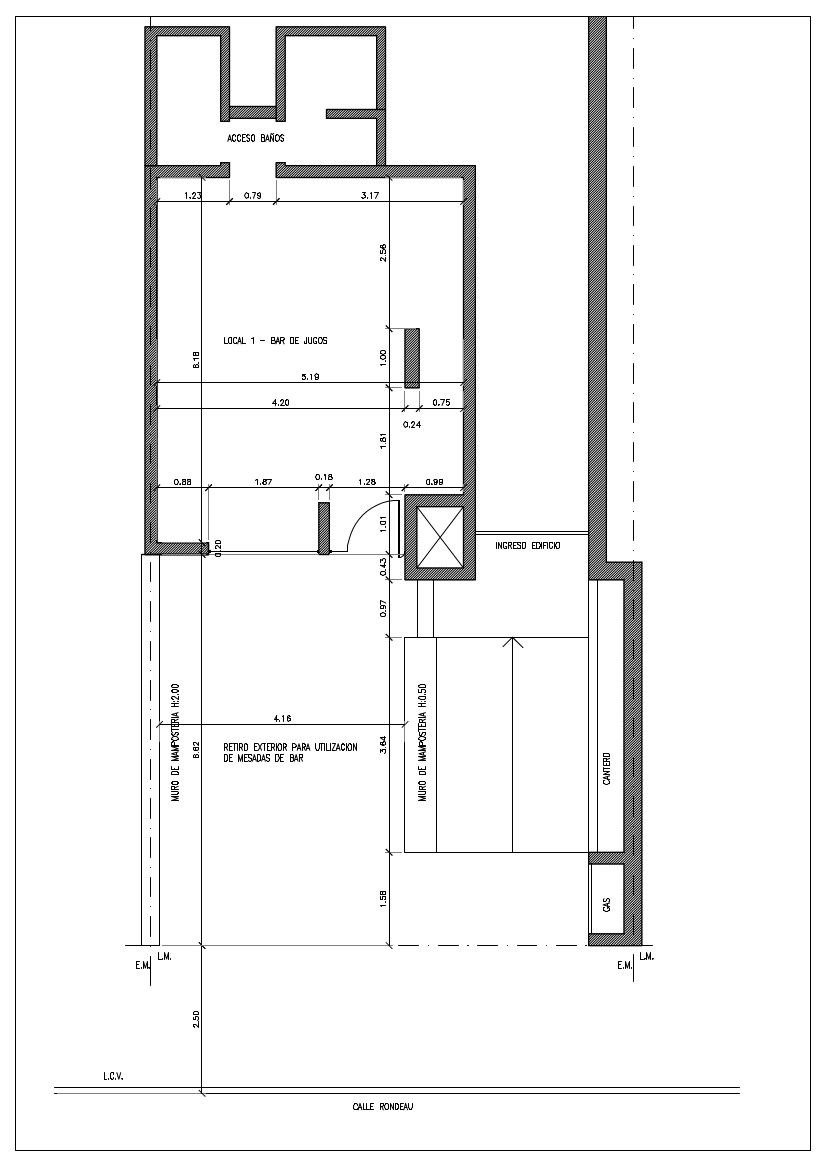 ACCESO BAÑOS
1.23
0.79
3.17
2.56
LOCAL 1 - BAR DE JUGOS
6.18
1.00
5.19
4.20
0.75
0.24
1.81
0.88
1.87
0.18
1.28
0.99
1.01
0.20
INGRESO EDIFICIO
0.43
0.97
MURO DE MAMPOSTERIA H:2.00
4.16
MURO DE MAMPOSTERIA H:0.50
6.62
RETIRO EXTERIOR PARA UTILIZACION
DE MESADAS DE BAR
3.64
CANTERO
1.58
GAS
L.M.
E.M.
L.M.
E.M.
2.50
L.C.V.
CALLE RONDEAU